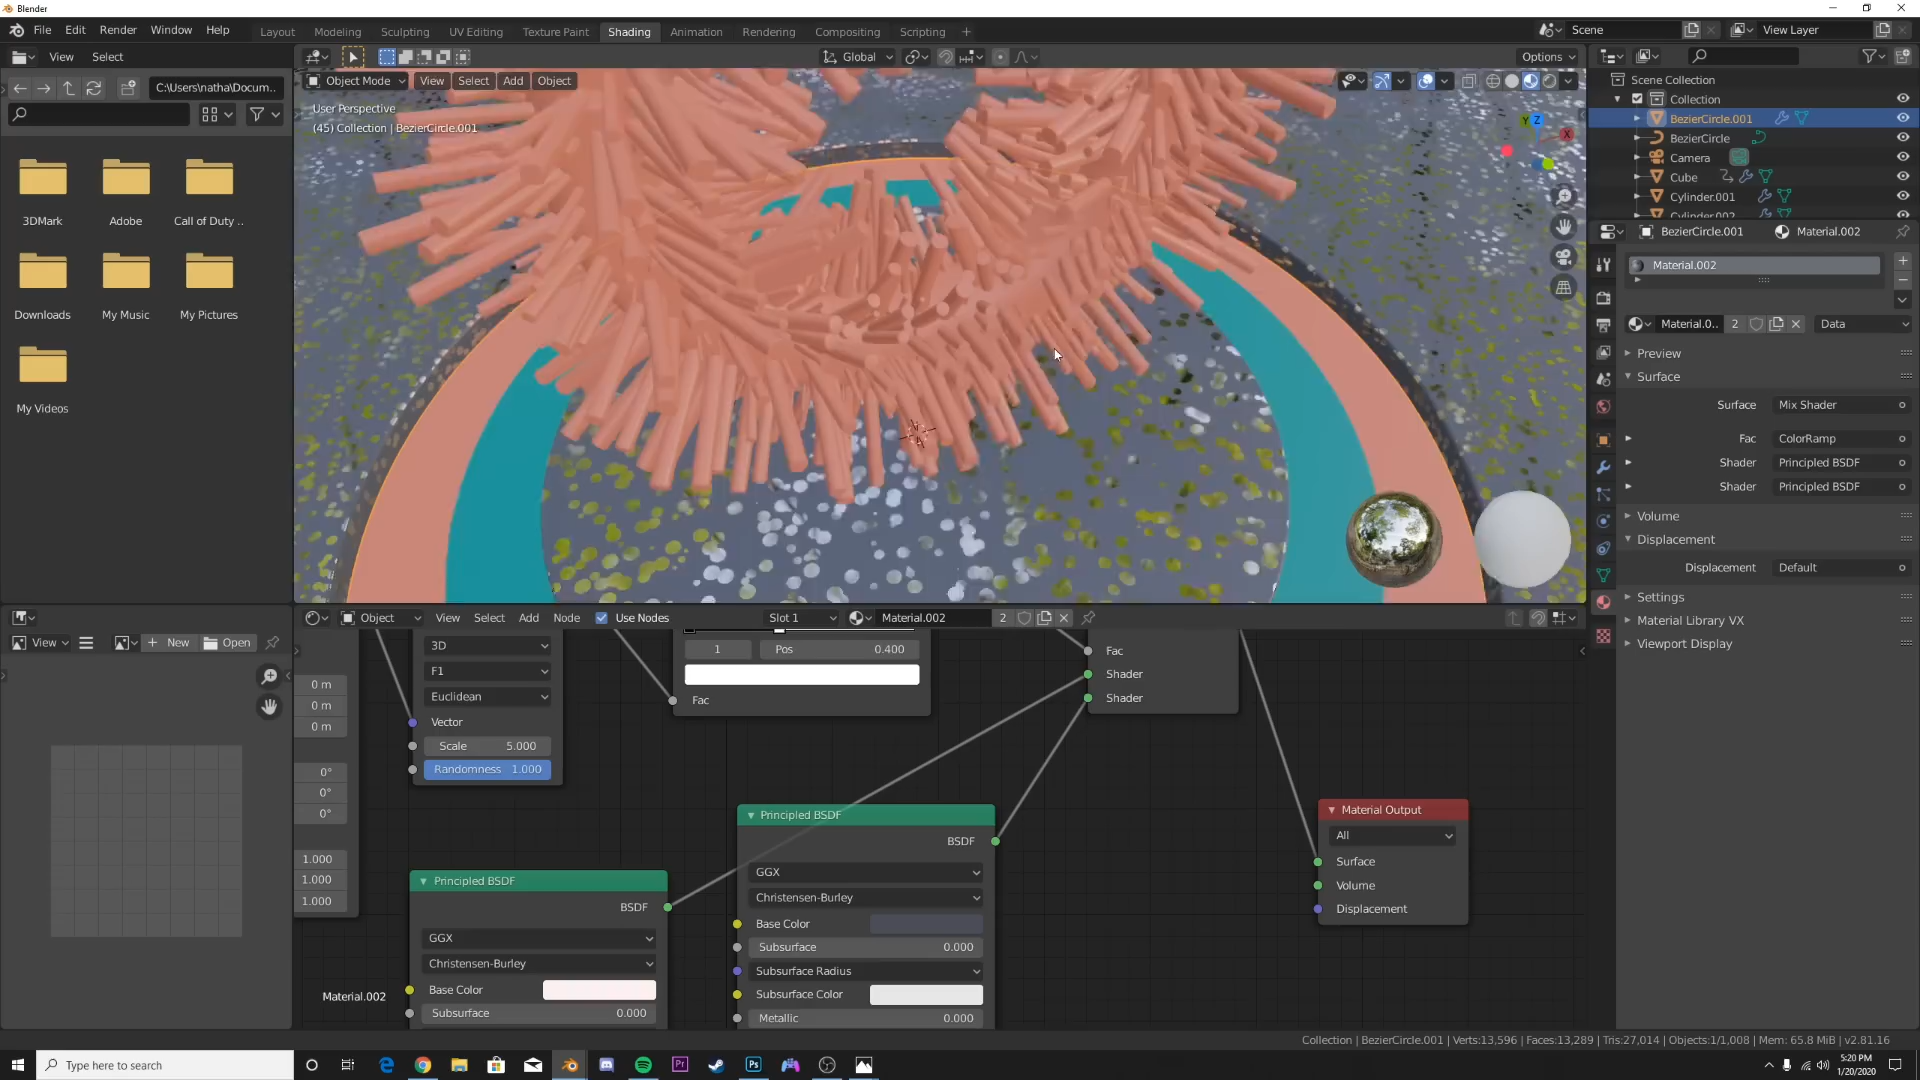 Blender
File Edit Render Window Help
Layout Modeling Sculpting UV Editing Texture Paint Shading Animation Rendering Compositing Scripting +
Scene
View Layer
View Select
Global
Options
C:\Users\natha\Docum..
Object Mode View Select Add Object
User Perspective
(45) Collection | BezierCircle.001
Y Z X
3DMark Adobe Call of Duty ..
Downloads My Music My Pictures
My Videos
Scene Collection
Collection
BezierCircle.001
BezierCircle
Camera
Cube
Cylinder.001
Cylinder.002
BezierCircle.001 Material.002
Material.002
Material.0.. 2 Data
Preview
Surface
Surface Mix Shader
Fac ColorRamp
Shader Principled BSDF
Shader Principled BSDF
Volume
Displacement
Displacement Default
Settings
Material Library VX
Viewport Display
View + New Open
Object View Select Add Node Use Nodes Slot 1 Material.002 2
0 m
0 m
0 m
0°
0°
0°
1.000
1.000
1.000
3D
F1
Euclidean
Vector
Scale 5.000
Randomness 1.000
1 Pos 0.400
Fac
Fac
Shader
Shader
Principled BSDF
BSDF
GGX
Christensen-Burley
Base Color
Subsurface 0.000
Principled BSDF
BSDF
GGX
Christensen-Burley
Base Color
Subsurface 0.000
Subsurface Radius
Subsurface Color
Metallic 0.000
Material Output
All
Surface
Volume
Displacement
Material.002
Collection | BezierCircle.001 | Verts:13,596 | Faces:13,289 | Tris:27,014 | Objects:1/1,008 | Mem: 65.8 MiB | v2.81.16
Type here to search
Pr
Ps
5:20 PM
1/20/2020